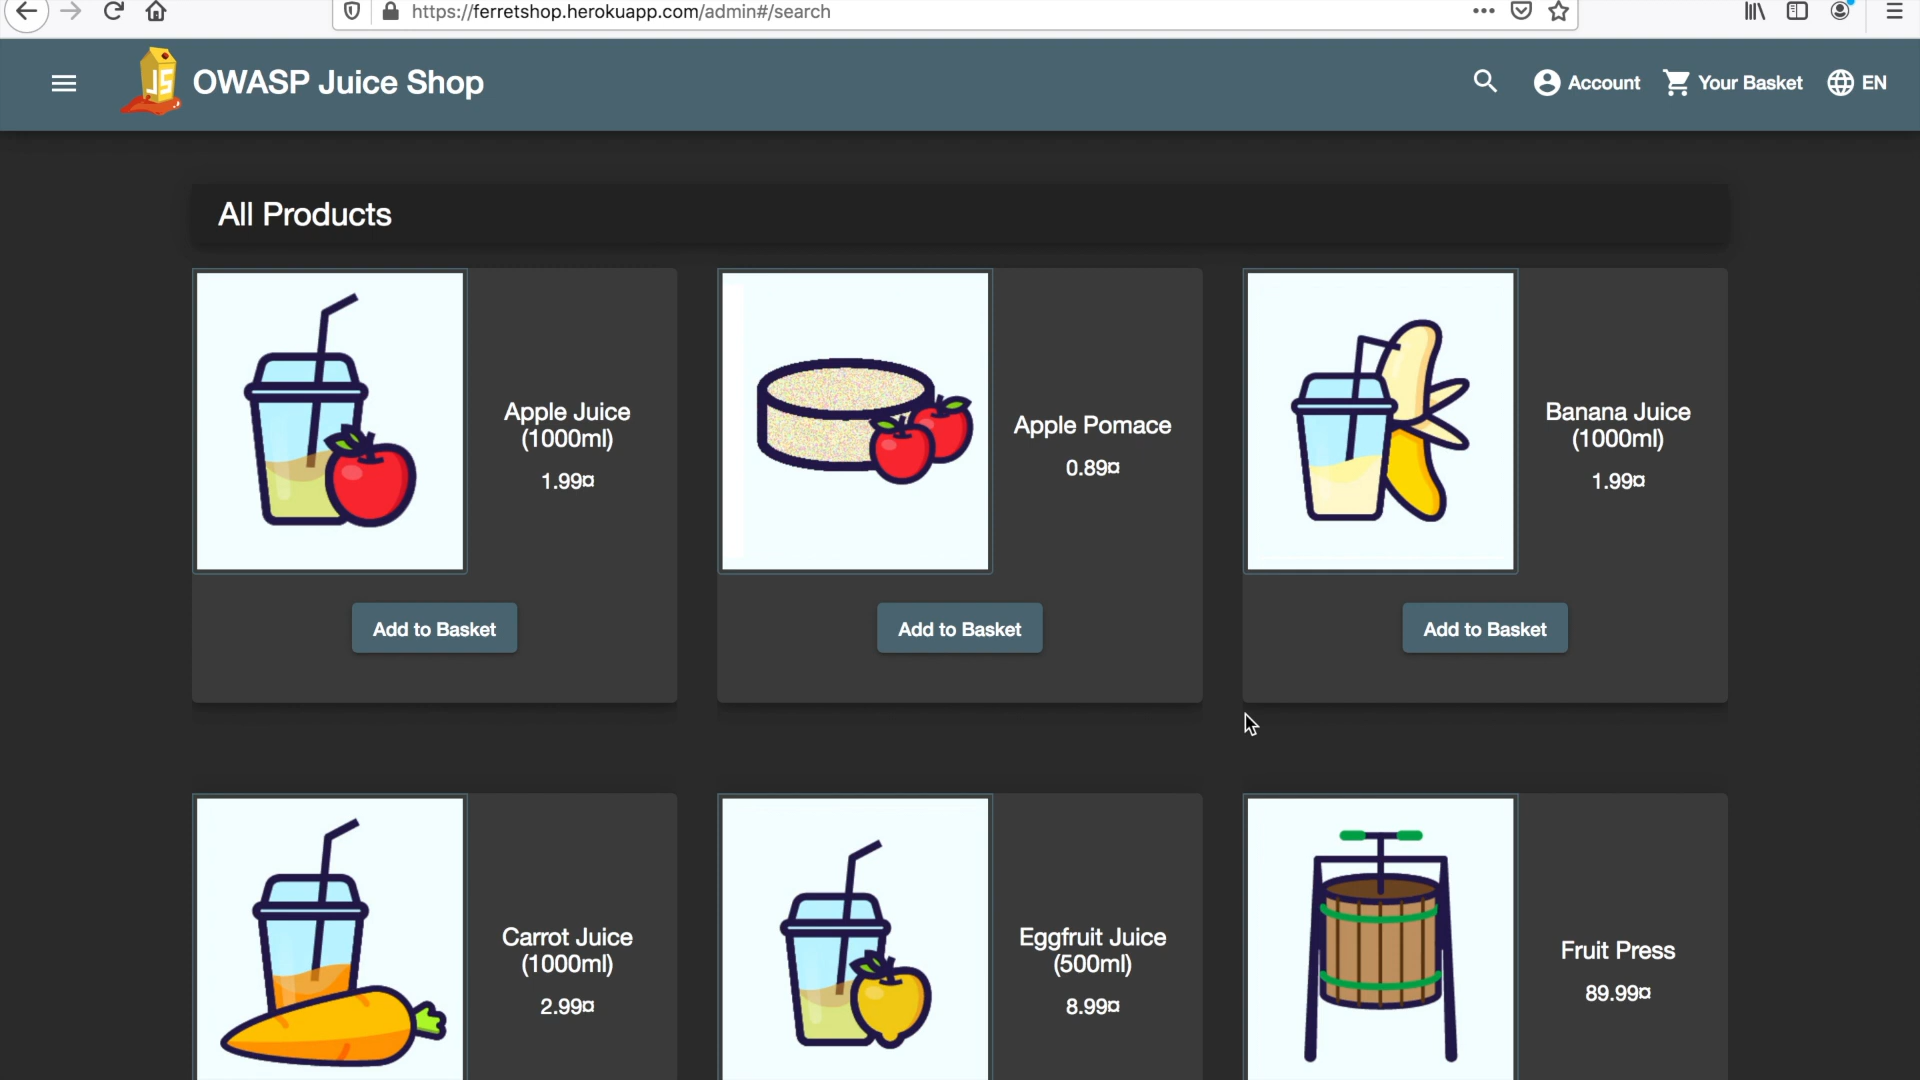 https://ferretshop.herokuapp.com/admin#/search
JS
OWASP Juice Shop
Account
Your Basket
EN
All Products
Apple Juice
(1000ml)
1.99¤
Add to Basket
Apple Pomace
0.89¤
Add to Basket
Banana Juice
(1000ml)
1.99¤
Add to Basket
Carrot Juice
(1000ml)
2.99¤
Eggfruit Juice
(500ml)
8.99¤
Fruit Press
89.99¤